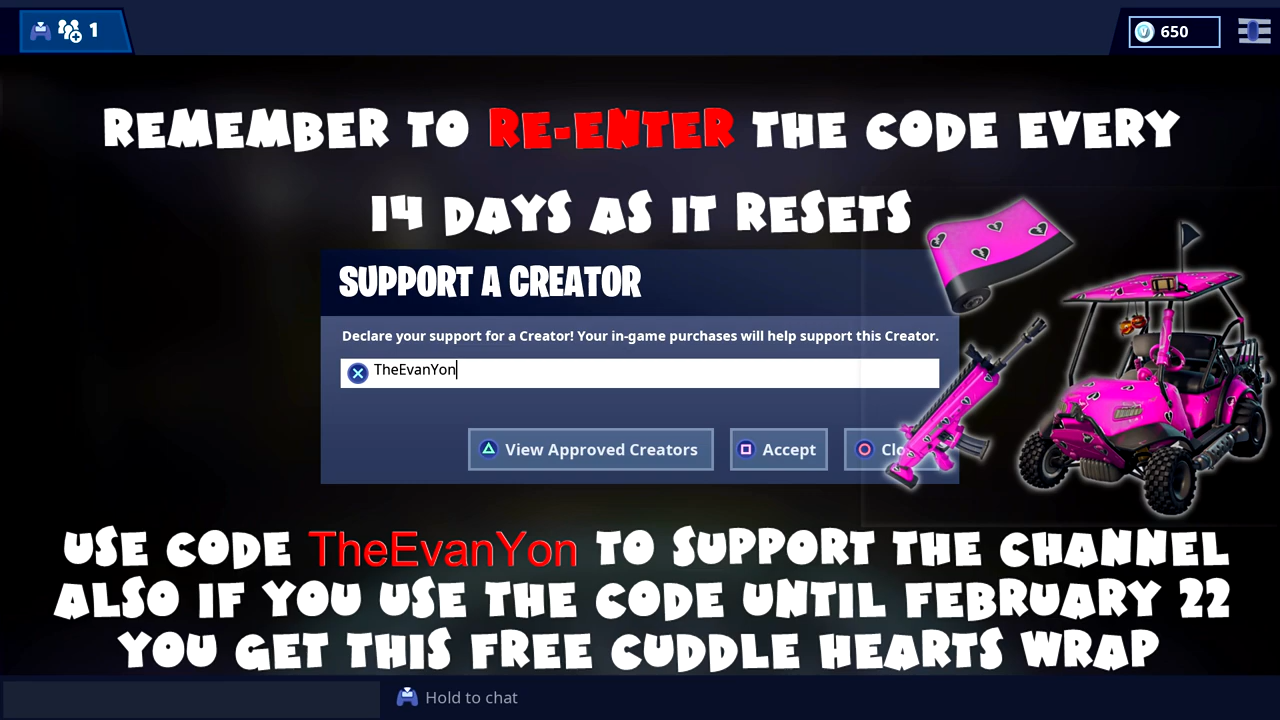 1
650
REMEMBER TO RE-ENTER THE CODE EVERY
14 DAYS AS IT RESETS
SUPPORT A CREATOR
Declare your support for a Creator! Your in-game purchases will help support this Creator.
TheEvanYon
View Approved Creators
Accept
Clo
USE CODE TheEvanYon TO SUPPORT THE CHANNEL
ALSO IF YOU USE THE CODE UNTIL FEBRUARY 22
YOU GET THIS FREE CUDDLE HEARTS WRAP
Hold to chat